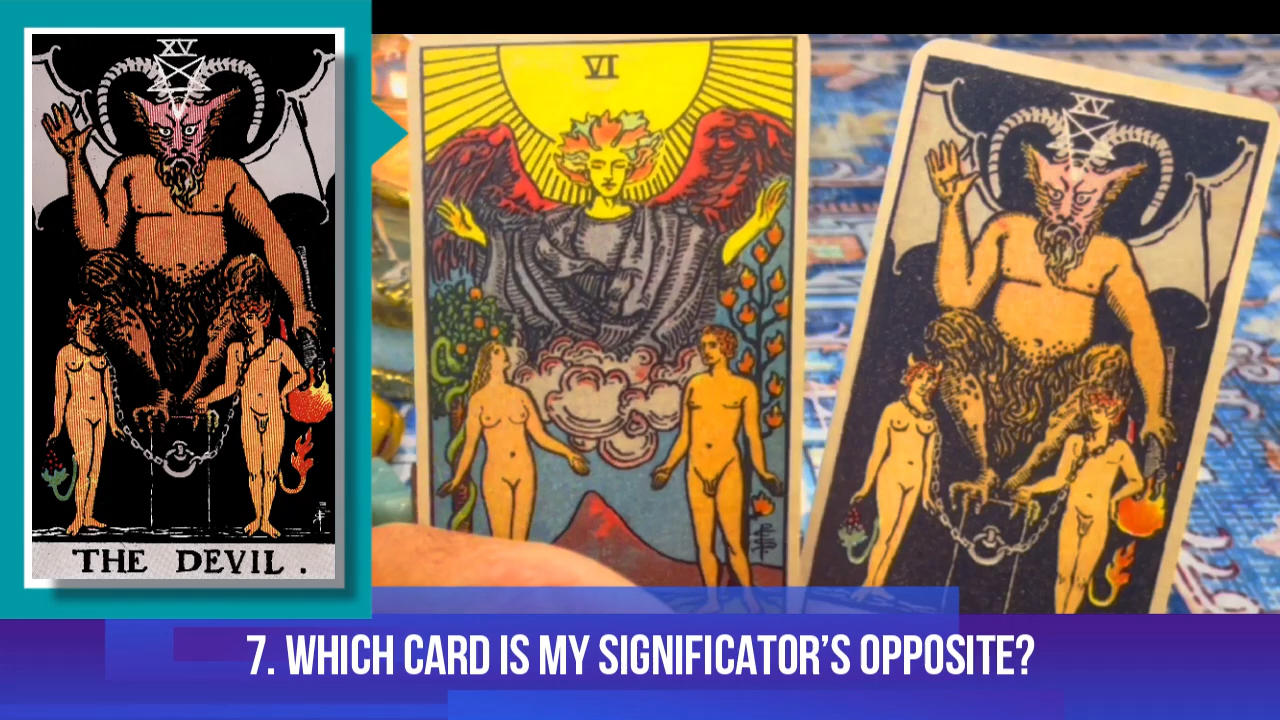 XV
THE DEVIL .
VI
XV
7. WHICH CARD IS MY SIGNIFICATOR’S OPPOSITE?